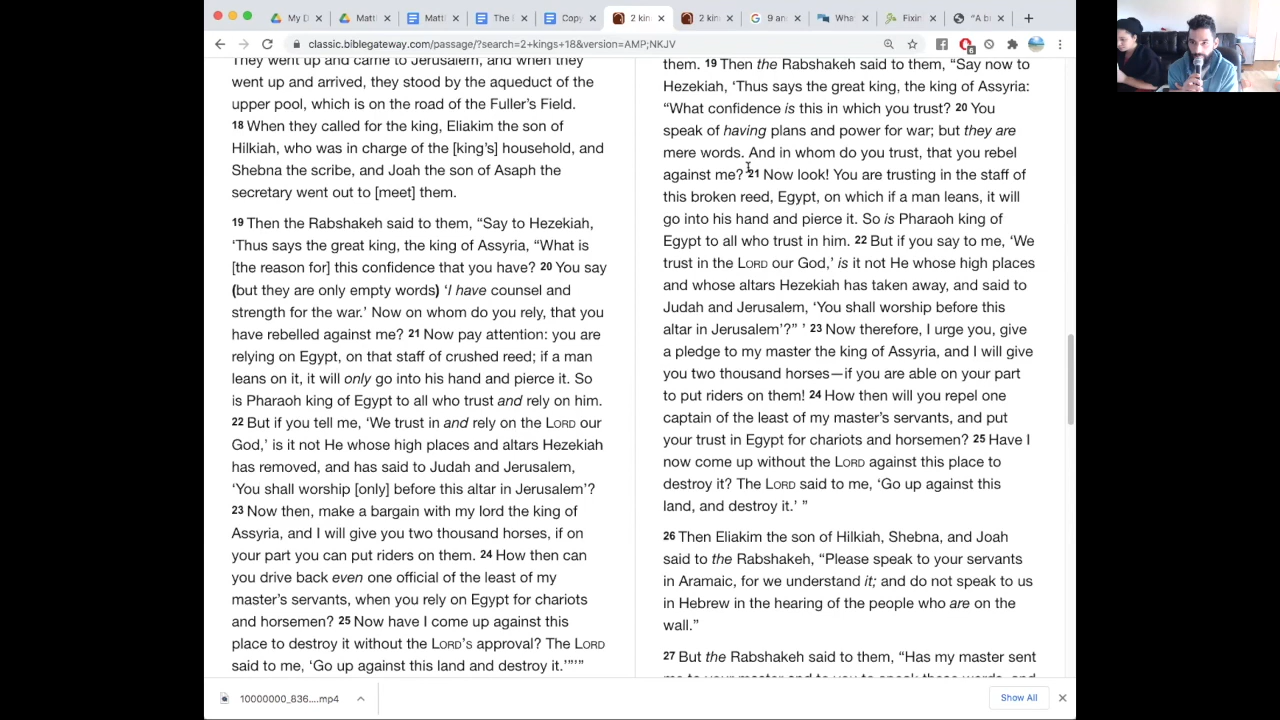 My D
Matt
Matt
The L
Copy
2 kin
2 kin
9 an
Wha
Fixin
"A b
classic.biblegateway.com/passage/?search=2+kings+18&version=AMP;NKJV
6
They went up and came to Jerusalem, and when they
went up and arrived, they stood by the aqueduct of the
upper pool, which is on the road of the Fuller's Field.
18 When they called for the king, Eliakim the son of
Hilkiah, who was in charge of the [king's] household, and
Shebna the scribe, and Joah the son of Asaph the
secretary went out to [meet] them.
19 Then the Rabshakeh said to them, "Say to Hezekiah,
'Thus says the great king, the king of Assyria, "What is
[the reason for] this confidence that you have? 20 You say
(but they are only empty words) 'I have counsel and
strength for the war.' Now on whom do you rely, that you
have rebelled against me? 21 Now pay attention: you are
relying on Egypt, on that staff of crushed reed; if a man
leans on it, it will only go into his hand and pierce it. So
is Pharaoh king of Egypt to all who trust and rely on him.
22 But if you tell me, 'We trust in and rely on the LORD our
God,' is it not He whose high places and altars Hezekiah
has removed, and has said to Judah and Jerusalem,
'You shall worship [only] before this altar in Jerusalem'?
23 Now then, make a bargain with my lord the king of
Assyria, and I will give you two thousand horses, if on
your part you can put riders on them. 24 How then can
you drive back even one official of the least of my
master's servants, when you rely on Egypt for chariots
and horsemen? 25 Now have I come up against this
place to destroy it without the LORD's approval? The LORD
said to me, 'Go up against this land and destroy it.'"'"
them. 19 Then the Rabshakeh said to them, "Say now to
Hezekiah, 'Thus says the great king, the king of Assyria:
"What confidence is this in which you trust? 20 You
speak of having plans and power for war; but they are
mere words. And in whom do you trust, that you rebel
against me? 21 Now look! You are trusting in the staff of
this broken reed, Egypt, on which if a man leans, it will
go into his hand and pierce it. So is Pharaoh king of
Egypt to all who trust in him. 22 But if you say to me, 'We
trust in the LORD our God,' is it not He whose high places
and whose altars Hezekiah has taken away, and said to
Judah and Jerusalem, 'You shall worship before this
altar in Jerusalem'?" ' 23 Now therefore, I urge you, give
a pledge to my master the king of Assyria, and I will give
you two thousand horses—if you are able on your part
to put riders on them! 24 How then will you repel one
captain of the least of my master's servants, and put
your trust in Egypt for chariots and horsemen? 25 Have I
now come up without the LORD against this place to
destroy it? The LORD said to me, 'Go up against this
land, and destroy it.' "
26 Then Eliakim the son of Hilkiah, Shebna, and Joah
said to the Rabshakeh, "Please speak to your servants
in Aramaic, for we understand it; and do not speak to us
in Hebrew in the hearing of the people who are on the
wall."
27 But the Rabshakeh said to them, "Has my master sent
me to your master and to you to speak these words, and
10000000_836....mp4
Show All